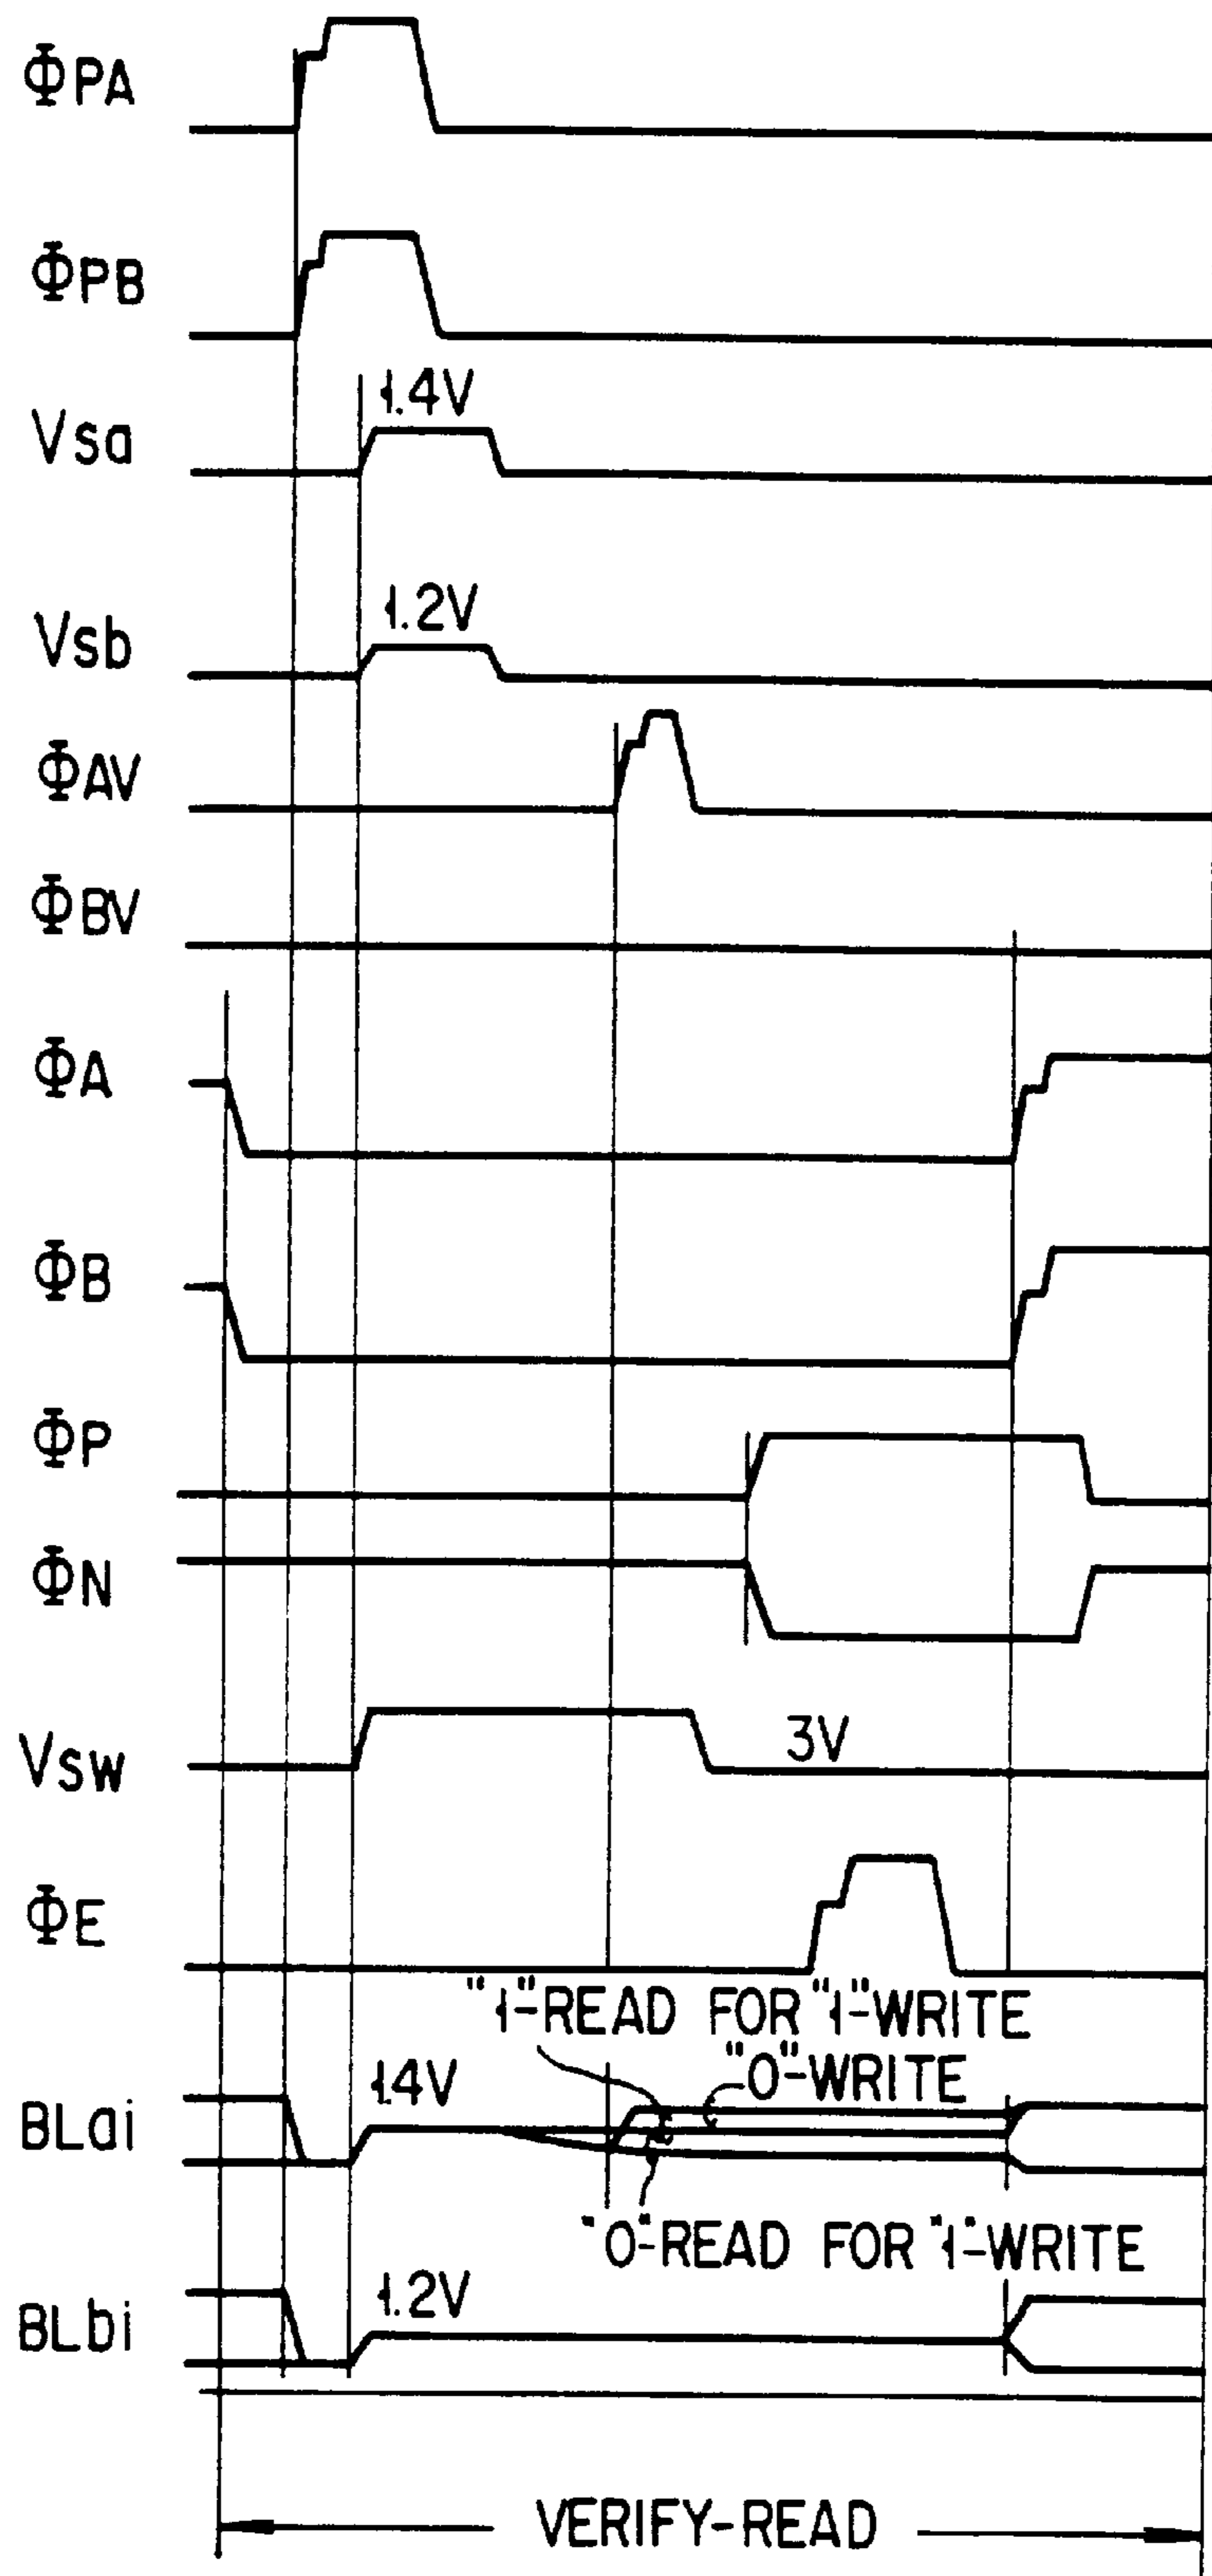 ΦPA
ΦPB
Vsa 1.4V
Vsb 1.2V
ΦAV
ΦBV
ΦA
ΦB
ΦP
ΦN
Vsw 3V
ΦE
"1"-READ FOR "1"-WRITE
"0"-WRITE
BLai 1.4V
"0"-READ FOR "1"-WRITE
BLbi 1.2V
VERIFY-READ